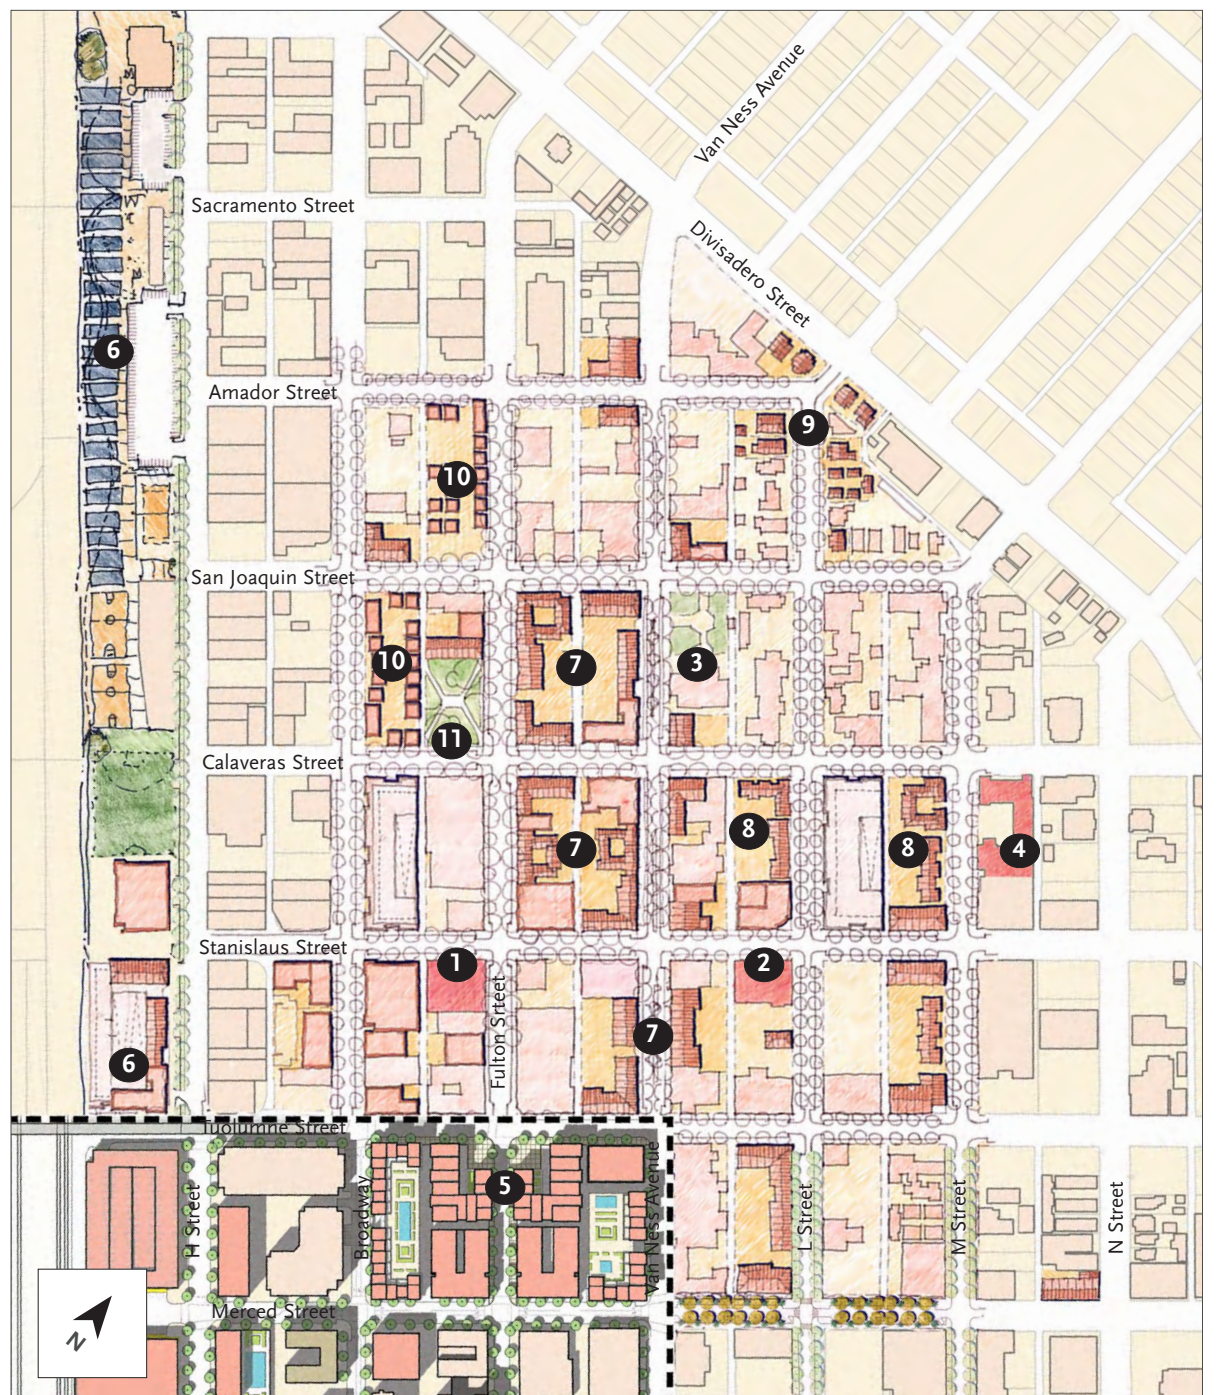 Van Ness Avenue
Sacramento Street
Divisadero Street
6
Amador Street
9
10
San Joaquin Street
10
7
3
11
Calaveras Street
7
8
8
4
Stanislaus Street
1
2
Fulton Srteet
7
6
Tuolumne Street
5
H Street
Broadway
Van Ness Avenue
L Street
M Street
N Street
Merced Street
N